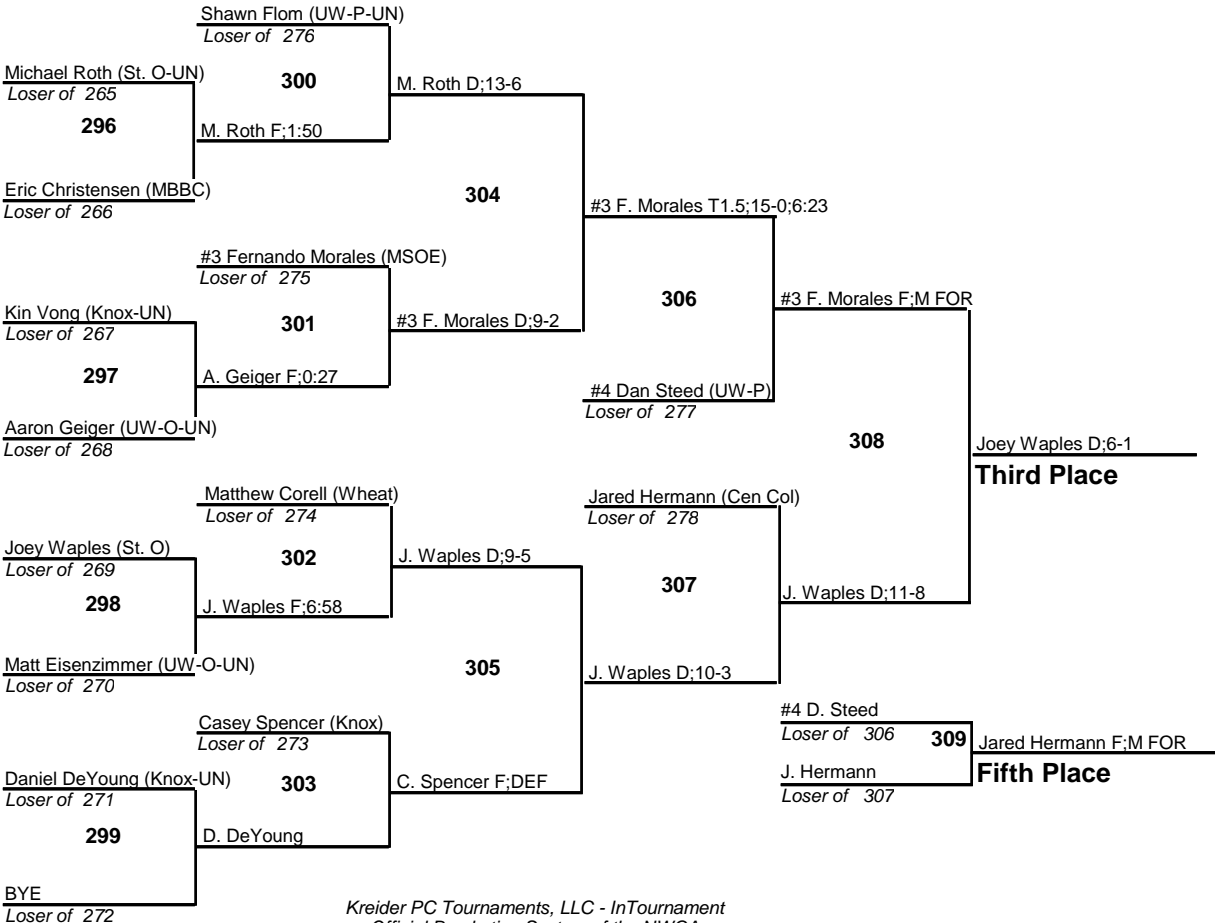 Shawn Flom (UW-P-UN)
Loser of 276
Michael Roth (St. O-UN)
Loser of 265
300
M. Roth D;13-6
296
M. Roth F;1:50
Eric Christensen (MBBC)
Loser of 266
304
#3 F. Morales T1.5;15-0;6:23
#3 Fernando Morales (MSOE)
Loser of 275
Kin Vong (Knox-UN)
Loser of 267
301
#3 F. Morales D;9-2
306
#3 F. Morales F;M FOR
297
A. Geiger F;0:27
#4 Dan Steed (UW-P)
Loser of 277
Aaron Geiger (UW-O-UN)
Loser of 268
308
Joey Waples D;6-1
Third Place
Matthew Corell (Wheat)
Loser of 274
Jared Hermann (Cen Col)
Loser of 278
Joey Waples (St. O)
Loser of 269
302
J. Waples D;9-5
307
298
J. Waples F;6:58
J. Waples D;11-8
Matt Eisenzimmer (UW-O-UN)
Loser of 270
305
J. Waples D;10-3
Casey Spencer (Knox)
Loser of 273
#4 D. Steed
Loser of 306
309
Jared Hermann F;M FOR
Fifth Place
Daniel DeYoung (Knox-UN)
Loser of 271
303
C. Spencer F;DEF
J. Hermann
Loser of 307
299
D. DeYoung
BYE
Loser of 272
Kreider PC Tournaments, LLC - InTournament